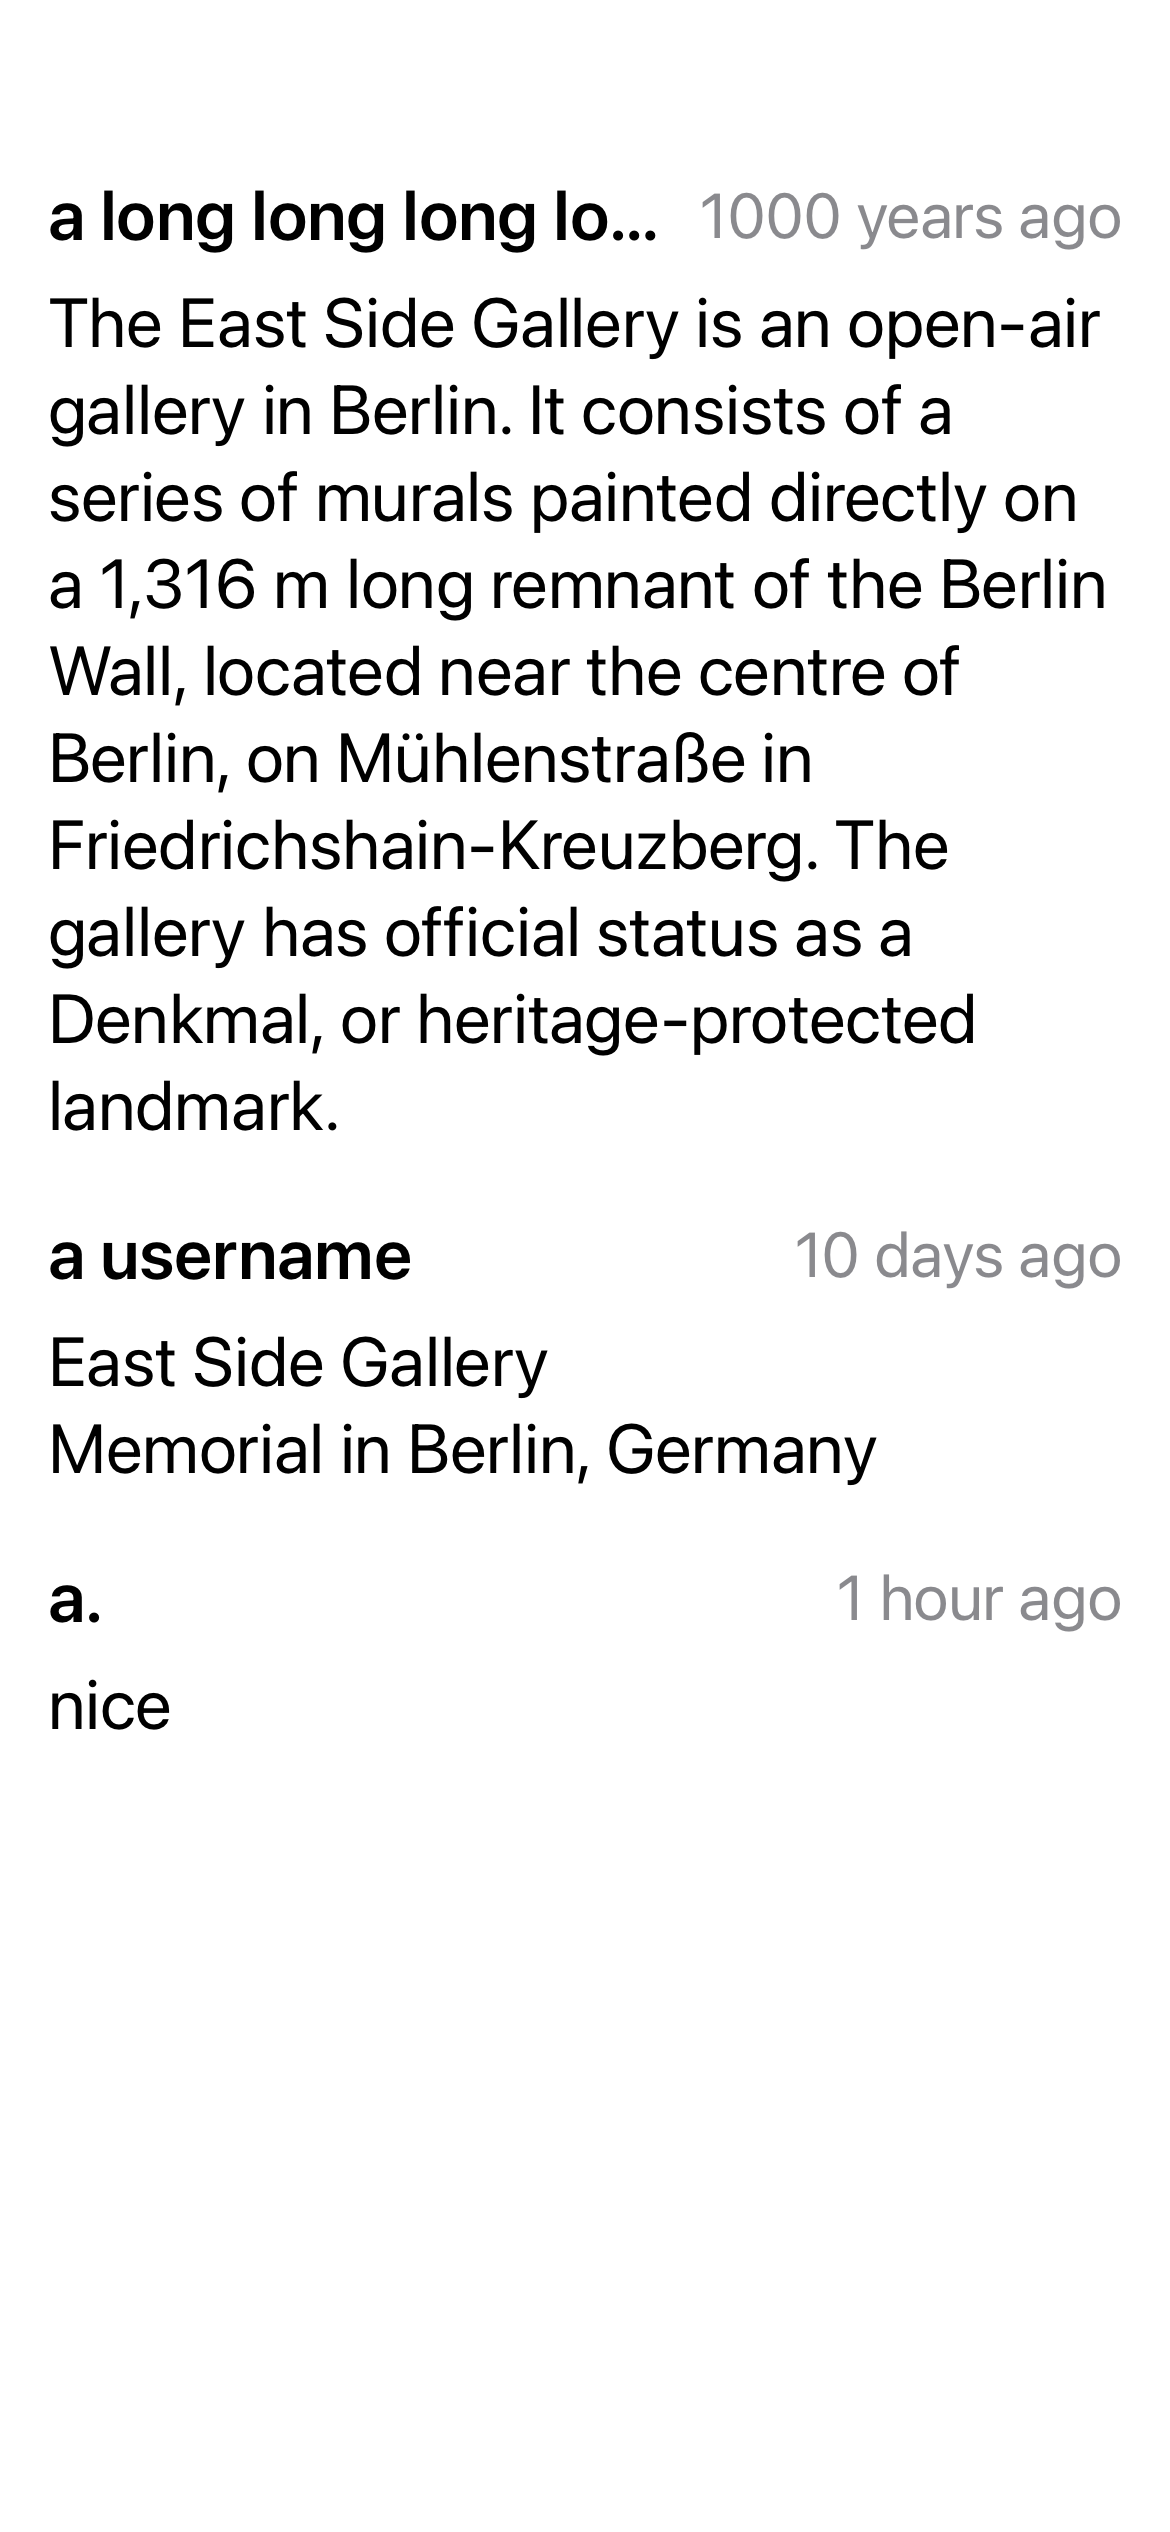 a long long long lo... 1000 years ago
The East Side Gallery is an open-air
gallery in Berlin. It consists of a
series of murals painted directly on
a 1,316 m long remnant of the Berlin
Wall, located near the centre of
Berlin, on Mühlenstraße in
Friedrichshain-Kreuzberg. The
gallery has official status as a
Denkmal, or heritage-protected
landmark.
a username 10 days ago
East Side Gallery
Memorial in Berlin, Germany
a. 1 hour ago
nice